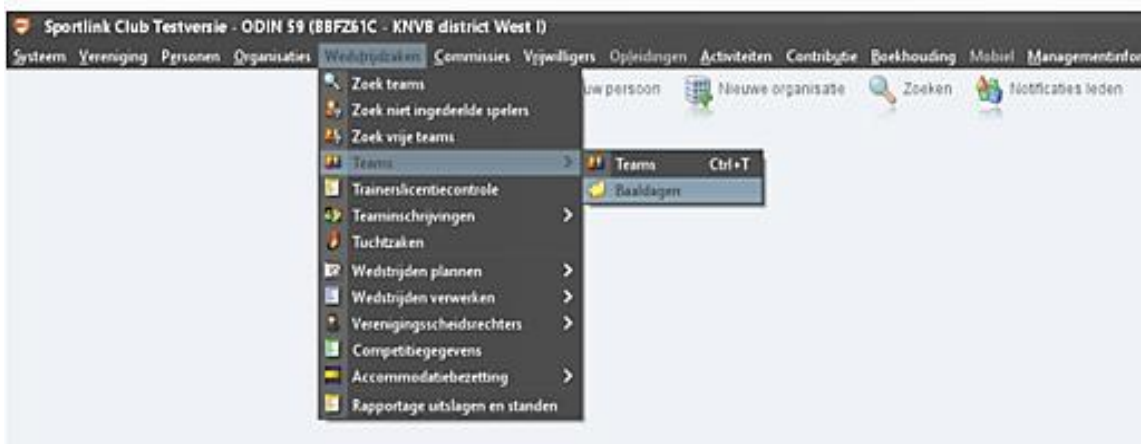 Sportlink Club Testversie - ODIN 59 (BBFZ61C - KNVB district West I)
Systeem Vereniging Personen Organisaties Wedstrijdzaken Commissies Vrijwilligers Opleidingen Activiteiten Contributie Boekhouding Mobiel Managementinfor
uw persoon Nieuwe organisatie Zoeken Notificaties leden
Zoek teams
Zoek niet ingedeelde spelers
Zoek vrije teams
Teams
Teams Ctrl+T
Baaldagen
Trainerslicentiecontrole
Teaminschrijvingen
Tuchtzaken
Wedstrijden plannen
Wedstrijden verwerken
Verenigingsscheidsrechters
Competitiegegevens
Accommodatiebezetting
Rapportage uitslagen en standen